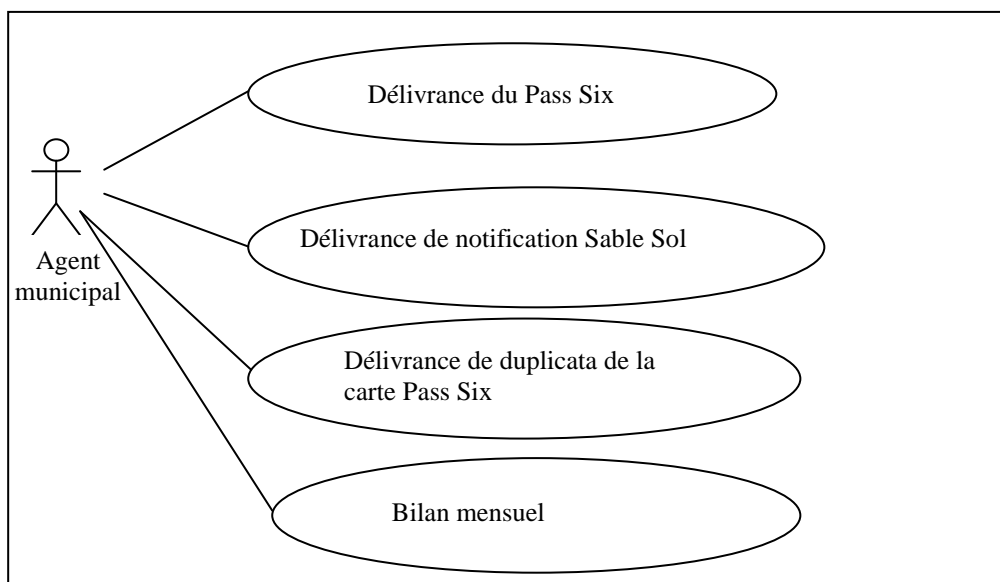 Délivrance du Pass Six
Délivrance de notification Sable Sol
Agent
municipal
Délivrance de duplicata de la
carte Pass Six
Bilan mensuel